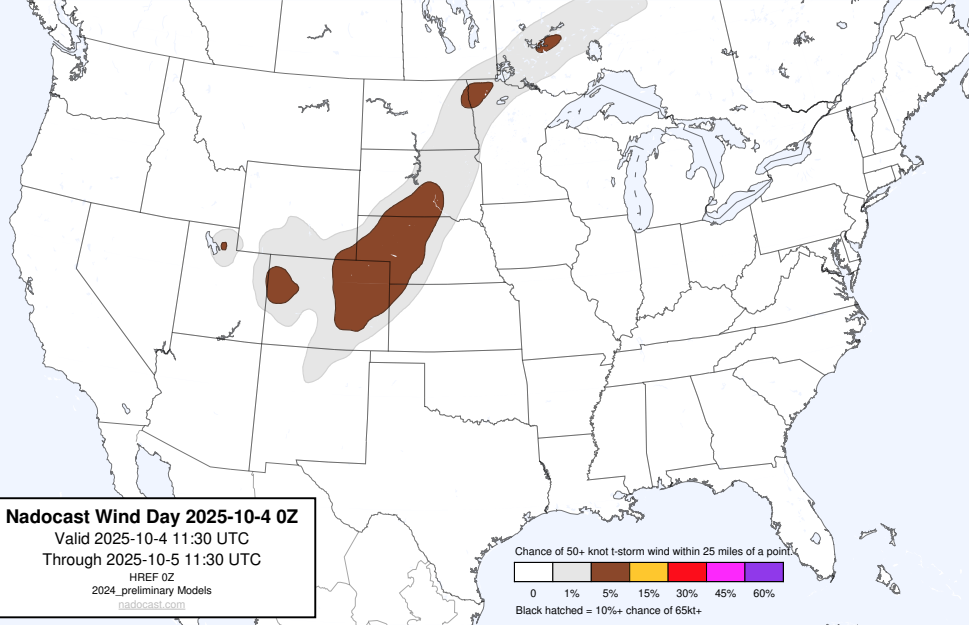 Nadocast Wind Day 2025-10-4 0Z
Valid 2025-10-4 11:30 UTC
Through 2025-10-5 11:30 UTC
HREF 0Z
2024_preliminary Models
nadocast.com
Chance of 50+ knot t-storm wind within 25 miles of a point.
0 1% 5% 15% 30% 45% 60%
Black hatched = 10%+ chance of 65kt+